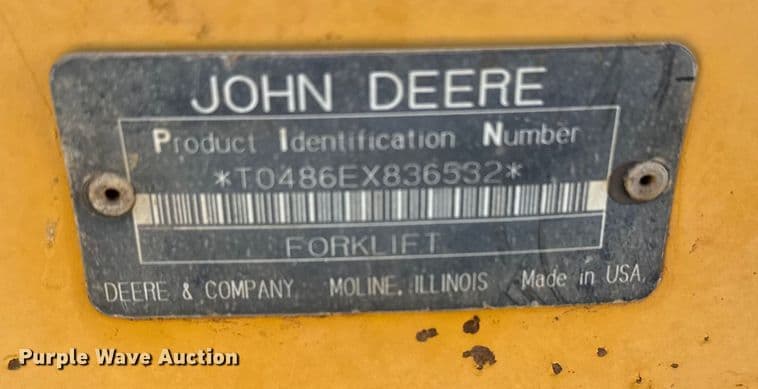 JOHN DEERE
Product Identification Number
*T0486EX836532*
FORKLIFT
DEERE & COMPANY, MOLINE, ILLINOIS Made in USA.
Purple Wave Auction